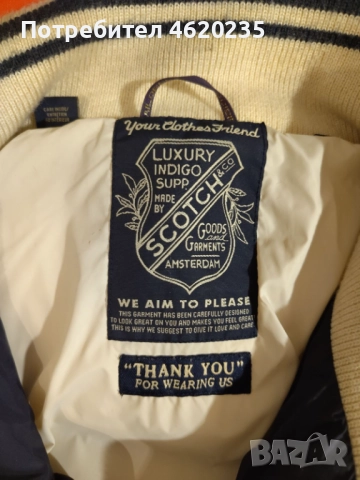 Потребител 4620235
Your Clothes Friend
LUXURY
INDIGO
SUPP.
MADE
BY
SCOTCH & CO
GOODS
and
GARMENTS
AMSTERDAM
WE AIM TO PLEASE
THIS GARMENT HAS BEEN CAREFULLY DESIGNED
TO LOOK GREAT ON YOU AND MAKES YOU FEEL GREAT
THIS IS WHY WE SUGGEST TO GIVE IT LOVE AND CARE.
"THANK YOU"
FOR WEARING US
BAZAR